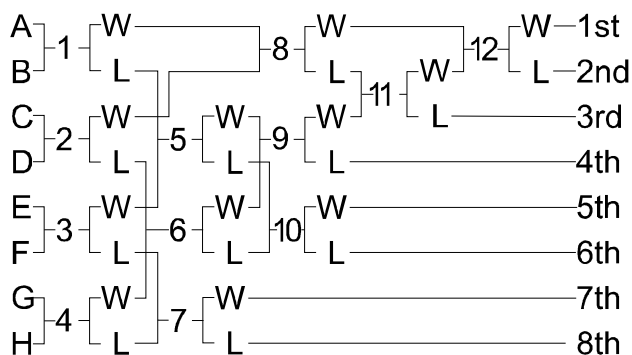 A W 8 W 12 W 1st
B 1 L L W L 2nd
C W 5 W 9 W 11 L 3rd
D 2 L L L 4th
E W 6 W 10 W 5th
F 3 L L L 6th
G W 7 W 7th
H 4 L L 8th